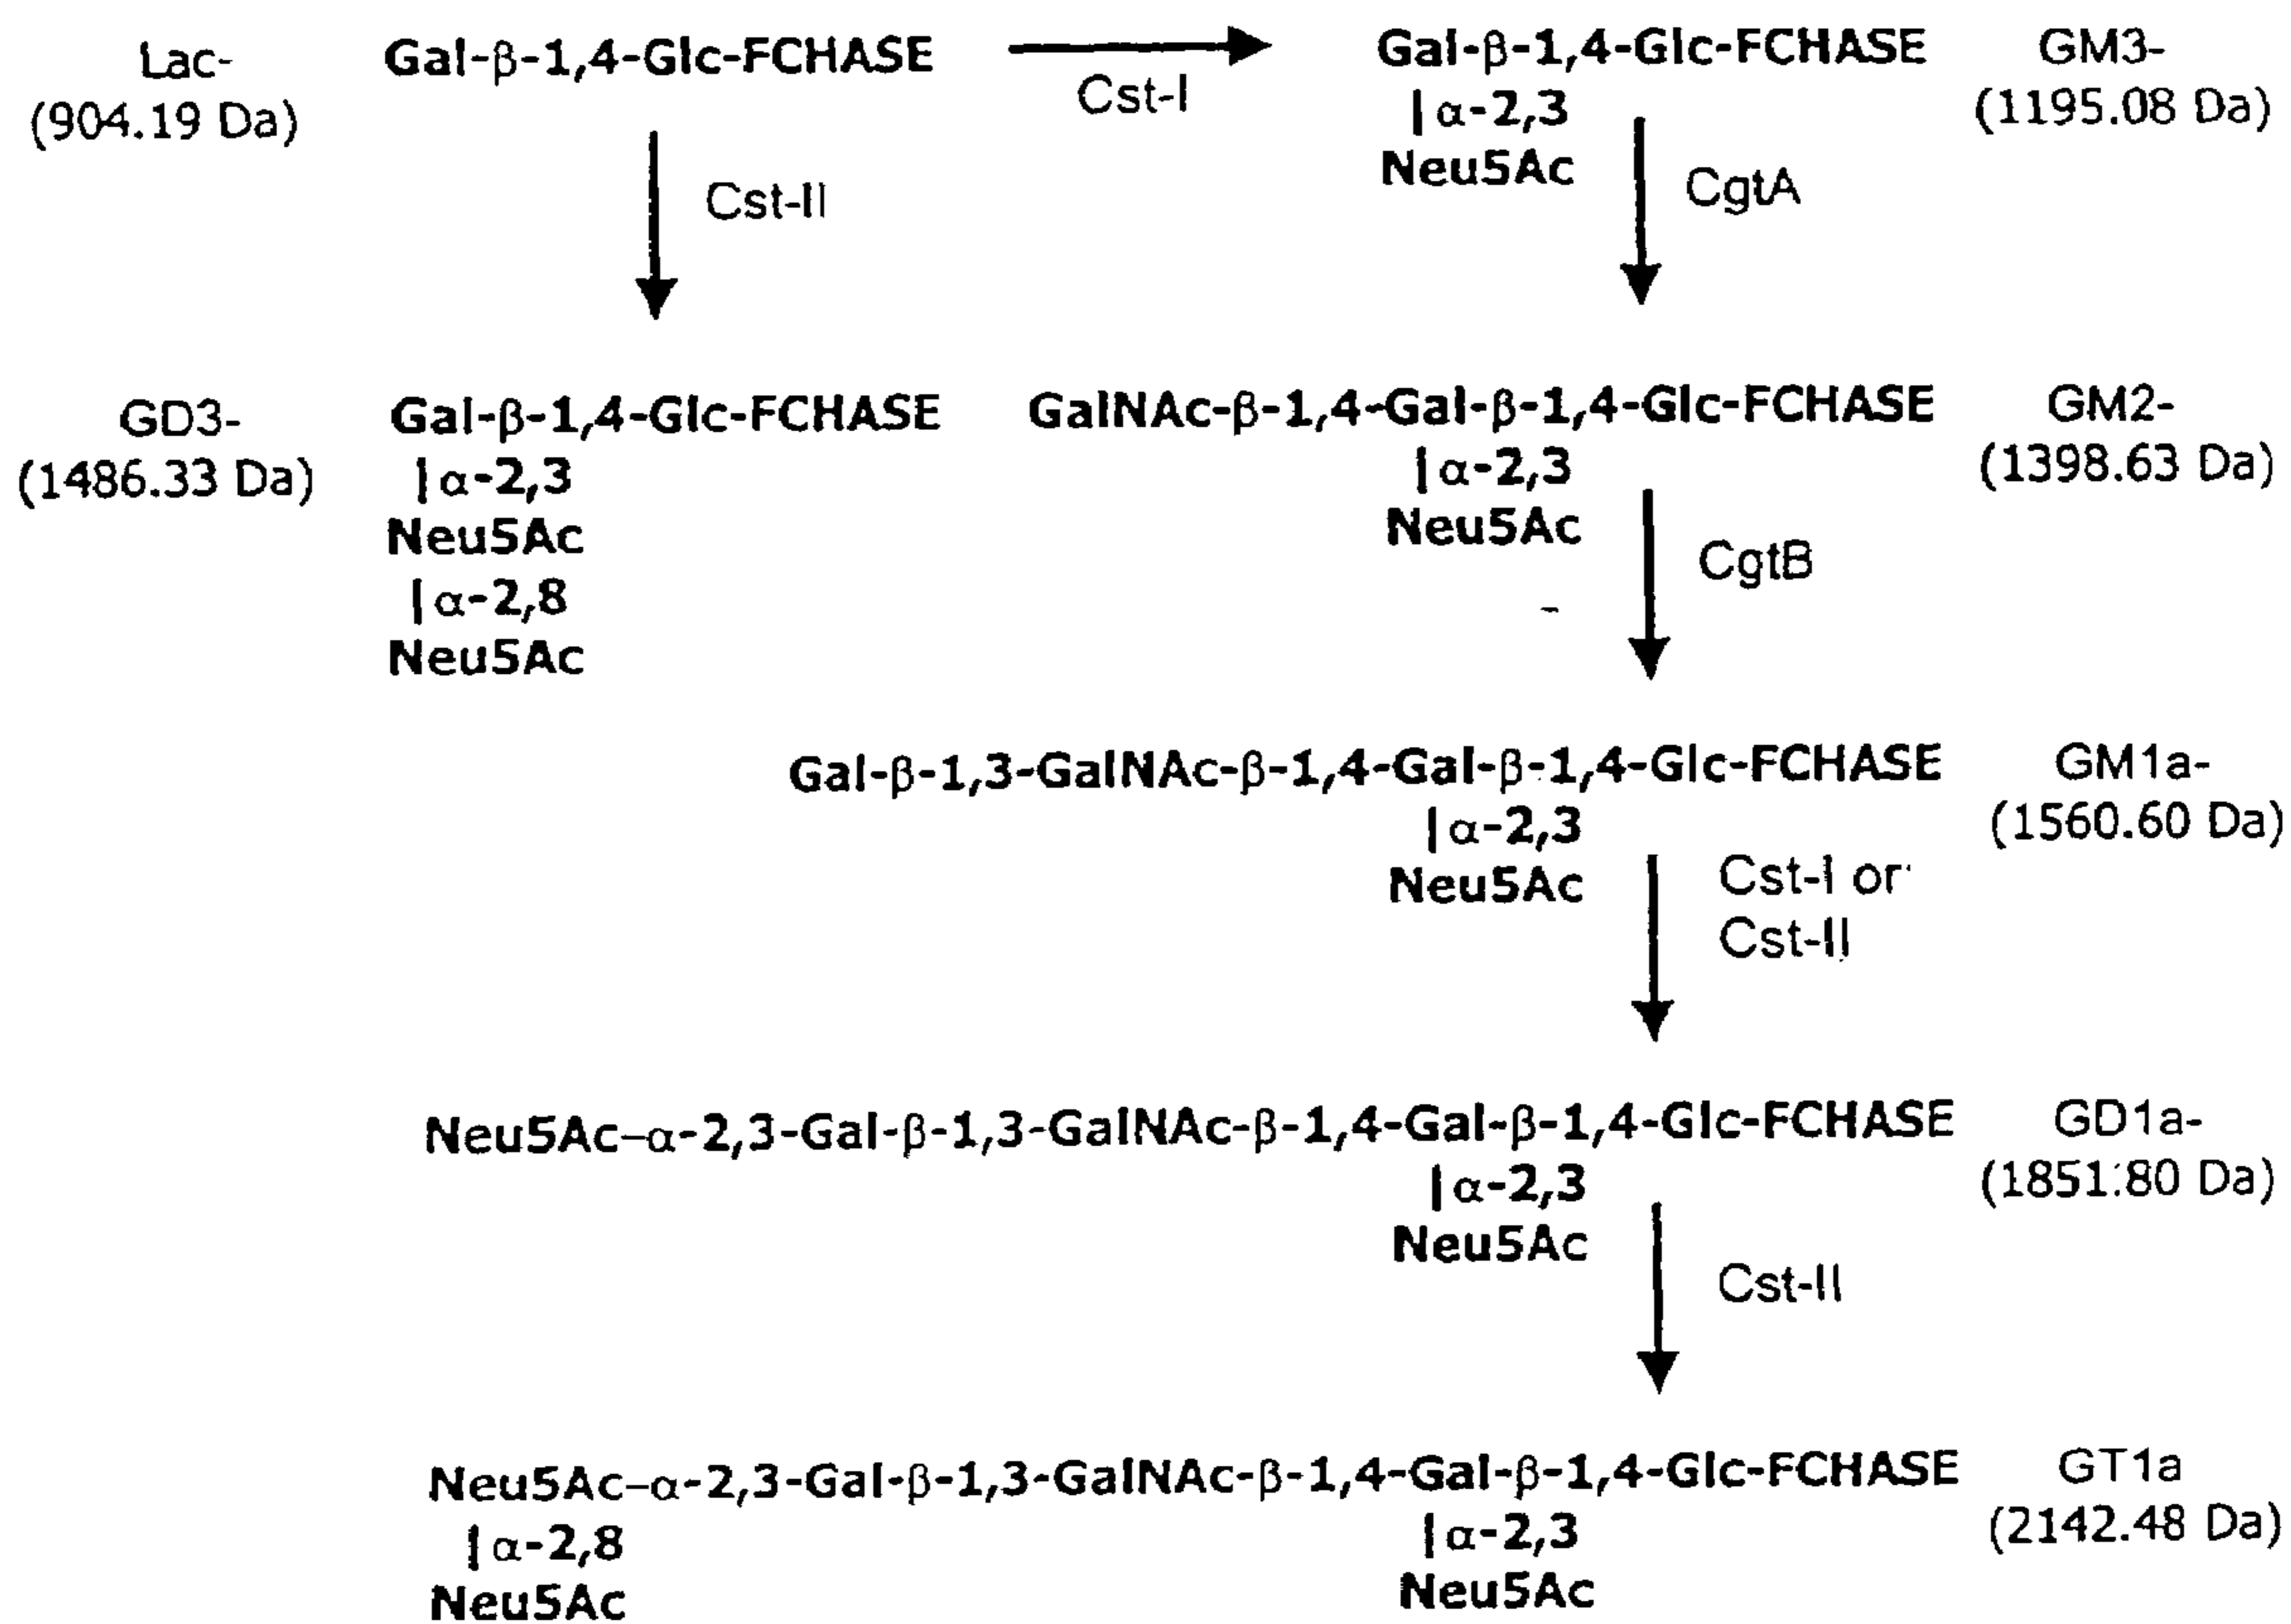 Lac-
(904.19 Da)
Gal-β-1,4-Glc-FCHASE
Cst-I
Gal-β-1,4-Glc-FCHASE
|α-2,3
Neu5Ac
GM3-
(1195.08 Da)
Cst-II
CgtA
GD3-
(1486.33 Da)
Gal-β-1,4-Glc-FCHASE
|α-2,3
Neu5Ac
|α-2,8
Neu5Ac
GalNAc-β-1,4-Gal-β-1,4-Glc-FCHASE
|α-2,3
Neu5Ac
GM2-
(1398.63 Da)
CgtB
Gal-β-1,3-GalNAc-β-1,4-Gal-β-1,4-Glc-FCHASE
|α-2,3
Neu5Ac
GM1a-
(1560.60 Da)
Cst-I or
Cst-II
Neu5Ac-α-2,3-Gal-β-1,3-GalNAc-β-1,4-Gal-β-1,4-Glc-FCHASE
|α-2,3
Neu5Ac
GD1a-
(1851.80 Da)
Cst-II
Neu5Ac-α-2,3-Gal-β-1,3-GalNAc-β-1,4-Gal-β-1,4-Glc-FCHASE
|α-2,8
Neu5Ac
|α-2,3
Neu5Ac
GT1a
(2142.48 Da)